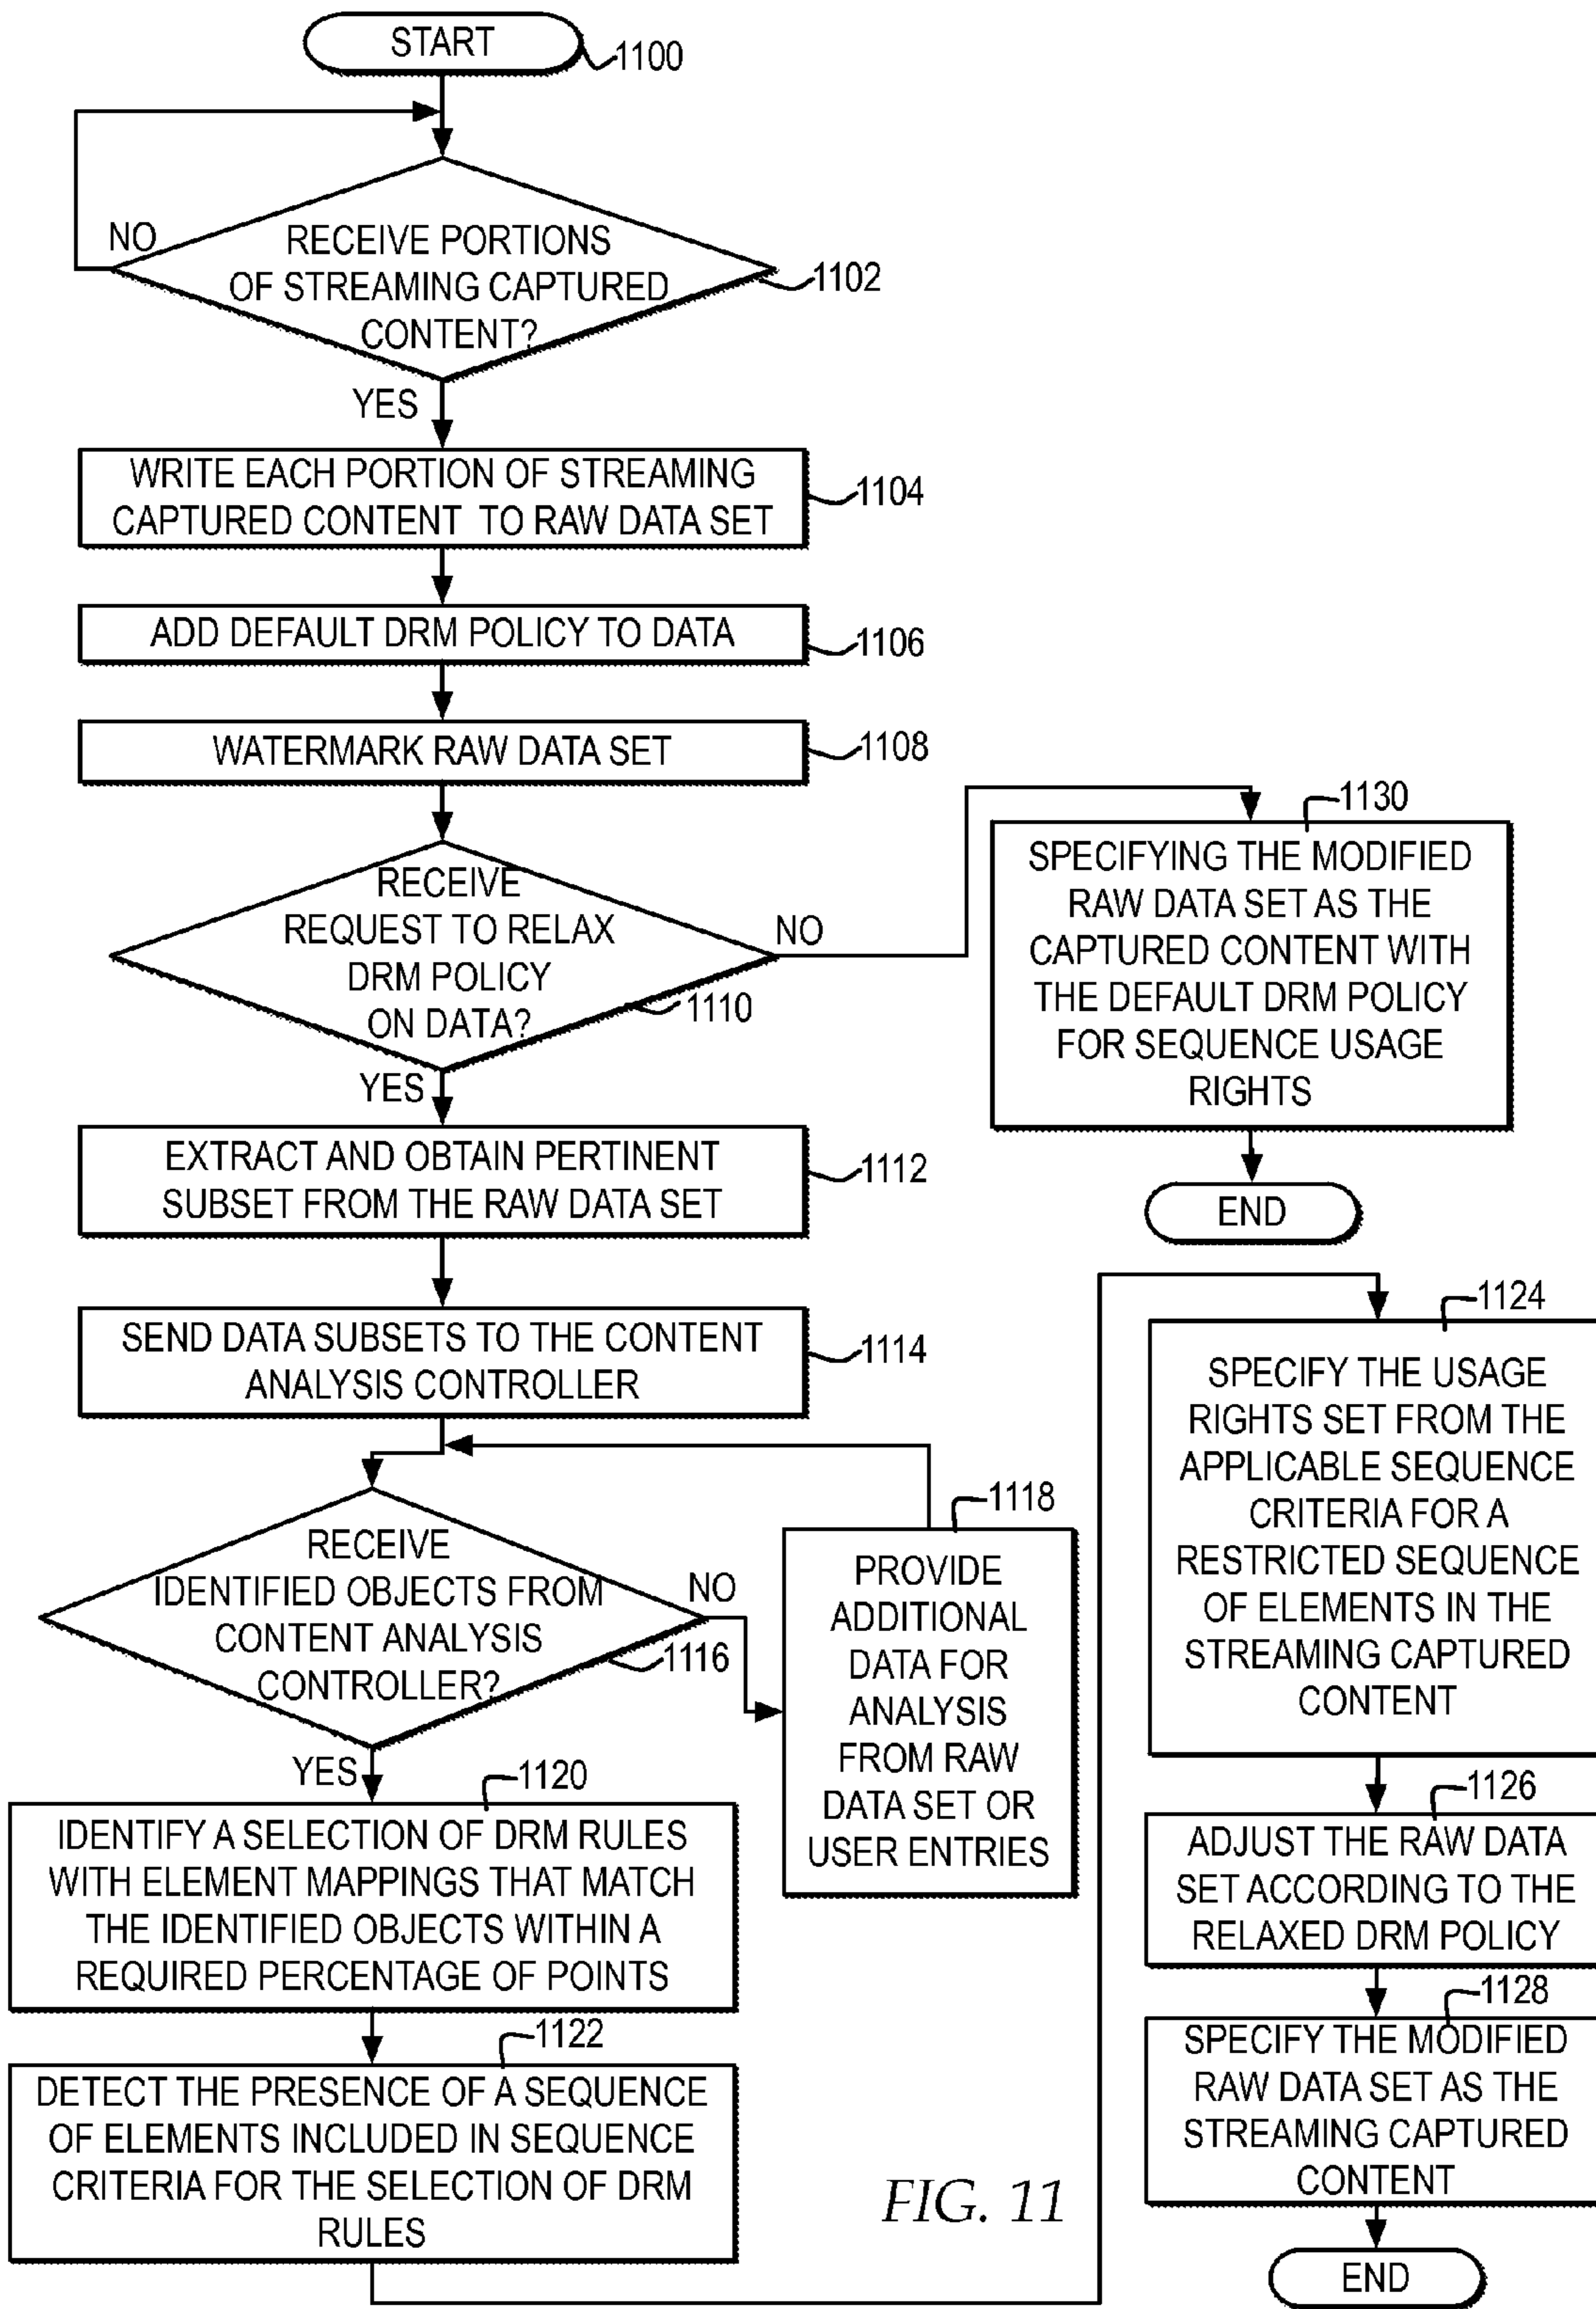 START
1100
NO
RECEIVE PORTIONS
OF STREAMING CAPTURED
CONTENT?
1102
YES
WRITE EACH PORTION OF STREAMING
CAPTURED CONTENT TO RAW DATA SET
1104
ADD DEFAULT DRM POLICY TO DATA
1106
WATERMARK RAW DATA SET
1108
RECEIVE
REQUEST TO RELAX
DRM POLICY
ON DATA?
1110
NO
YES
1130
SPECIFYING THE MODIFIED
RAW DATA SET AS THE
CAPTURED CONTENT WITH
THE DEFAULT DRM POLICY
FOR SEQUENCE USAGE
RIGHTS
END
EXTRACT AND OBTAIN PERTINENT
SUBSET FROM THE RAW DATA SET
1112
SEND DATA SUBSETS TO THE CONTENT
ANALYSIS CONTROLLER
1114
RECEIVE
IDENTIFIED OBJECTS FROM
CONTENT ANALYSIS
CONTROLLER?
1116
NO
YES
1118
PROVIDE
ADDITIONAL
DATA FOR
ANALYSIS
FROM RAW
DATA SET OR
USER ENTRIES
1120
IDENTIFY A SELECTION OF DRM RULES
WITH ELEMENT MAPPINGS THAT MATCH
THE IDENTIFIED OBJECTS WITHIN A
REQUIRED PERCENTAGE OF POINTS
1122
DETECT THE PRESENCE OF A SEQUENCE
OF ELEMENTS INCLUDED IN SEQUENCE
CRITERIA FOR THE SELECTION OF DRM
RULES
1124
SPECIFY THE USAGE
RIGHTS SET FROM THE
APPLICABLE SEQUENCE
CRITERIA FOR A
RESTRICTED SEQUENCE
OF ELEMENTS IN THE
STREAMING CAPTURED
CONTENT
1126
ADJUST THE RAW DATA
SET ACCORDING TO THE
RELAXED DRM POLICY
1128
SPECIFY THE MODIFIED
RAW DATA SET AS THE
STREAMING CAPTURED
CONTENT
END
FIG. 11